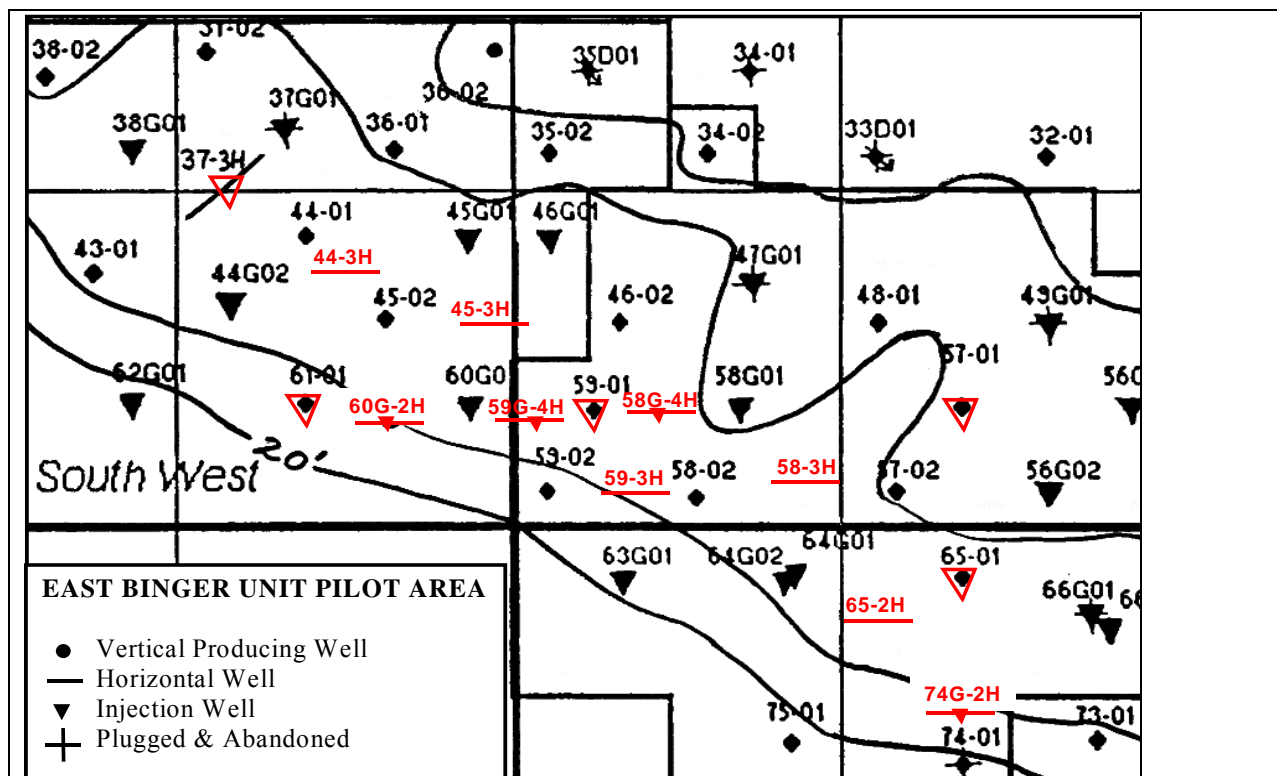 38-02
31-02
35D01
34-01
36-02
37G01
38G01
36-01
35-02
34-02
33D01
32-01
37-3H
44-01
45G01
46G01
43-01
44-3H
47G01
44G02
45-02
45-3H
46-02
48-01
49G01
57-01
62G01
61-01
60G0
59-01
58G01
56G
60G-2H
59G-4H
58G-4H
20'
South West
59-02
59-3H
58-02
58-3H
57-02
56G02
63G01
64G02
64G01
65-01
66G01
66
65-2H
74G-2H
75-01
74-01
73-01
EAST BINGER UNIT PILOT AREA
Vertical Producing Well
Horizontal Well
Injection Well
Plugged & Abandoned